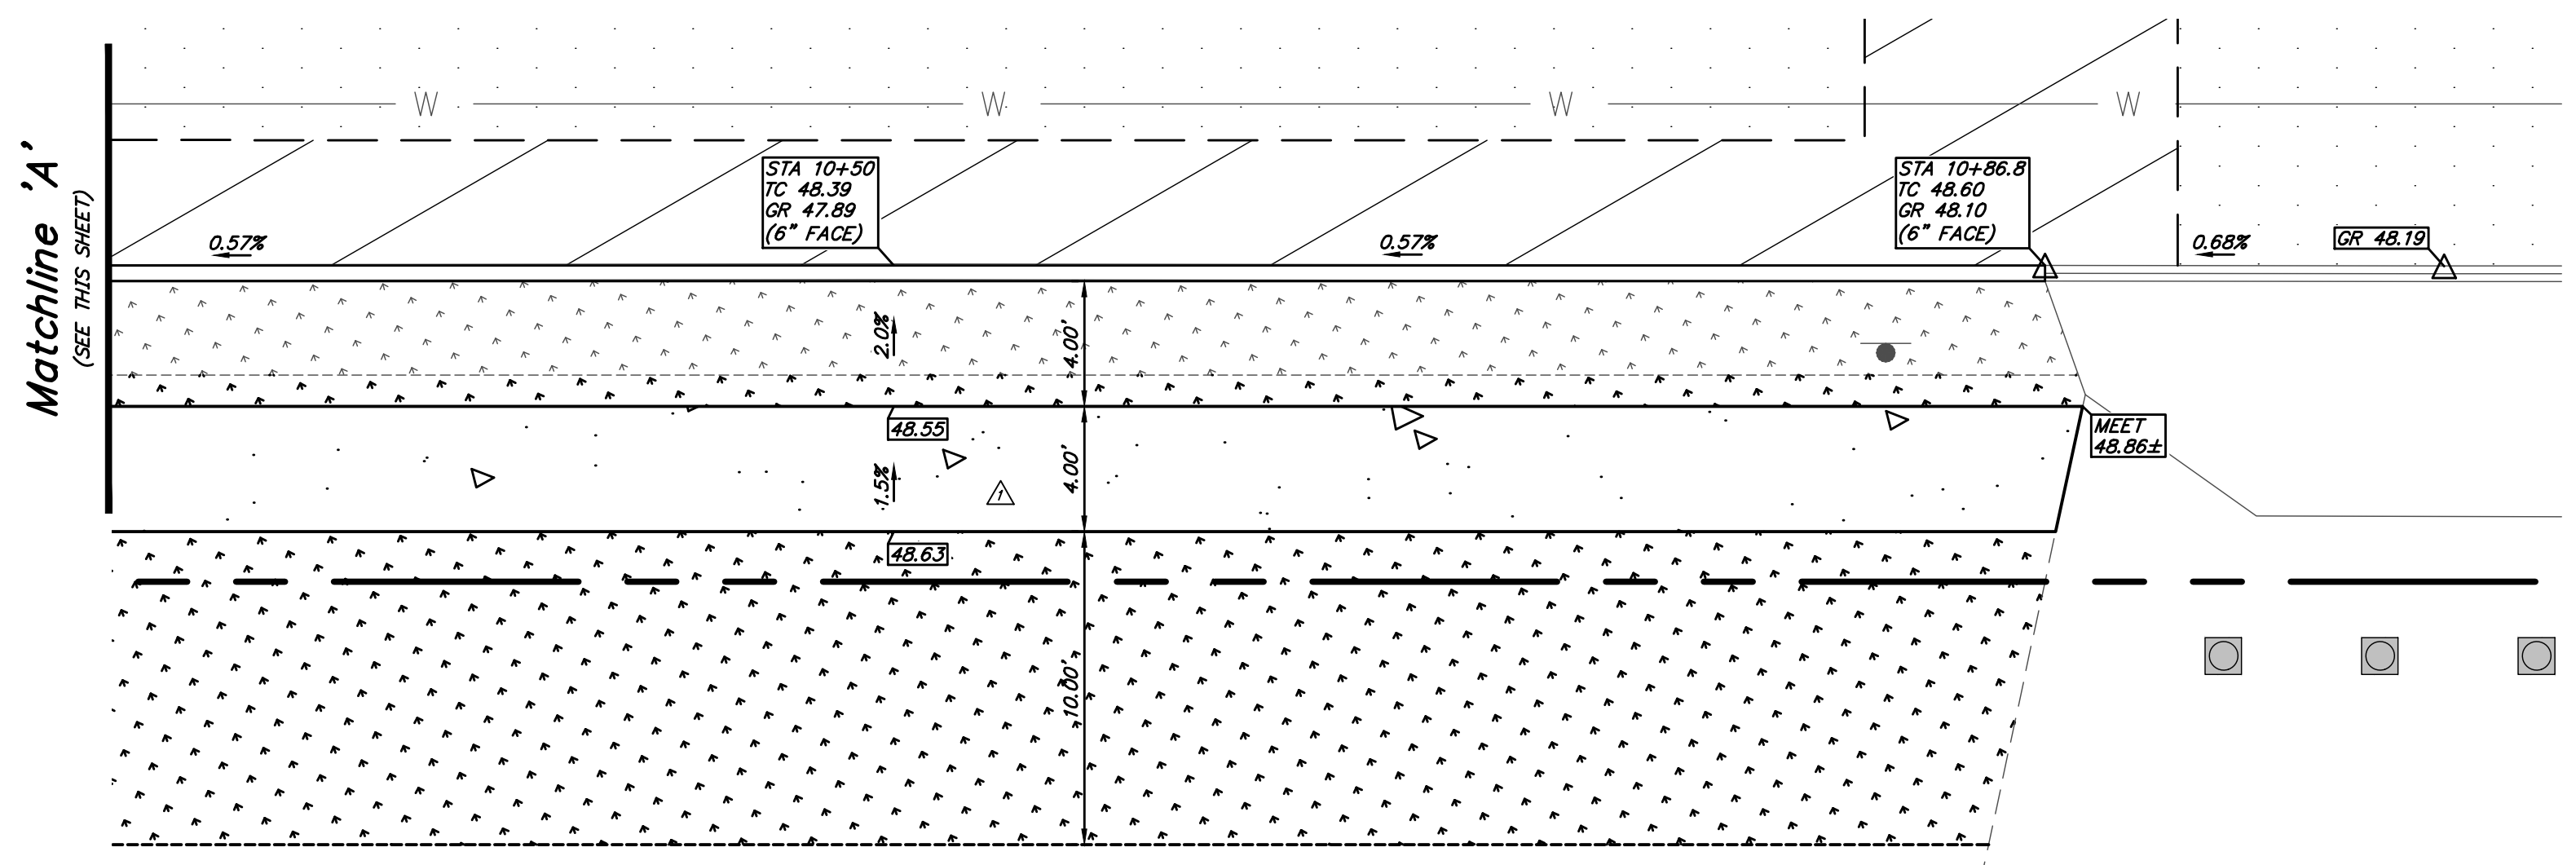 W
W
W
W
Matchline 'A'
(SEE THIS SHEET)
STA 10+50
TC 48.39
GR 47.89
(6" FACE)
STA 10+86.8
TC 48.60
GR 48.10
(6" FACE)
0.57%
0.57%
0.68%
GR 48.19
2.0%
4.00'
48.55
MEET
48.86±
1.5%
1
4.00'
48.63
10.00'